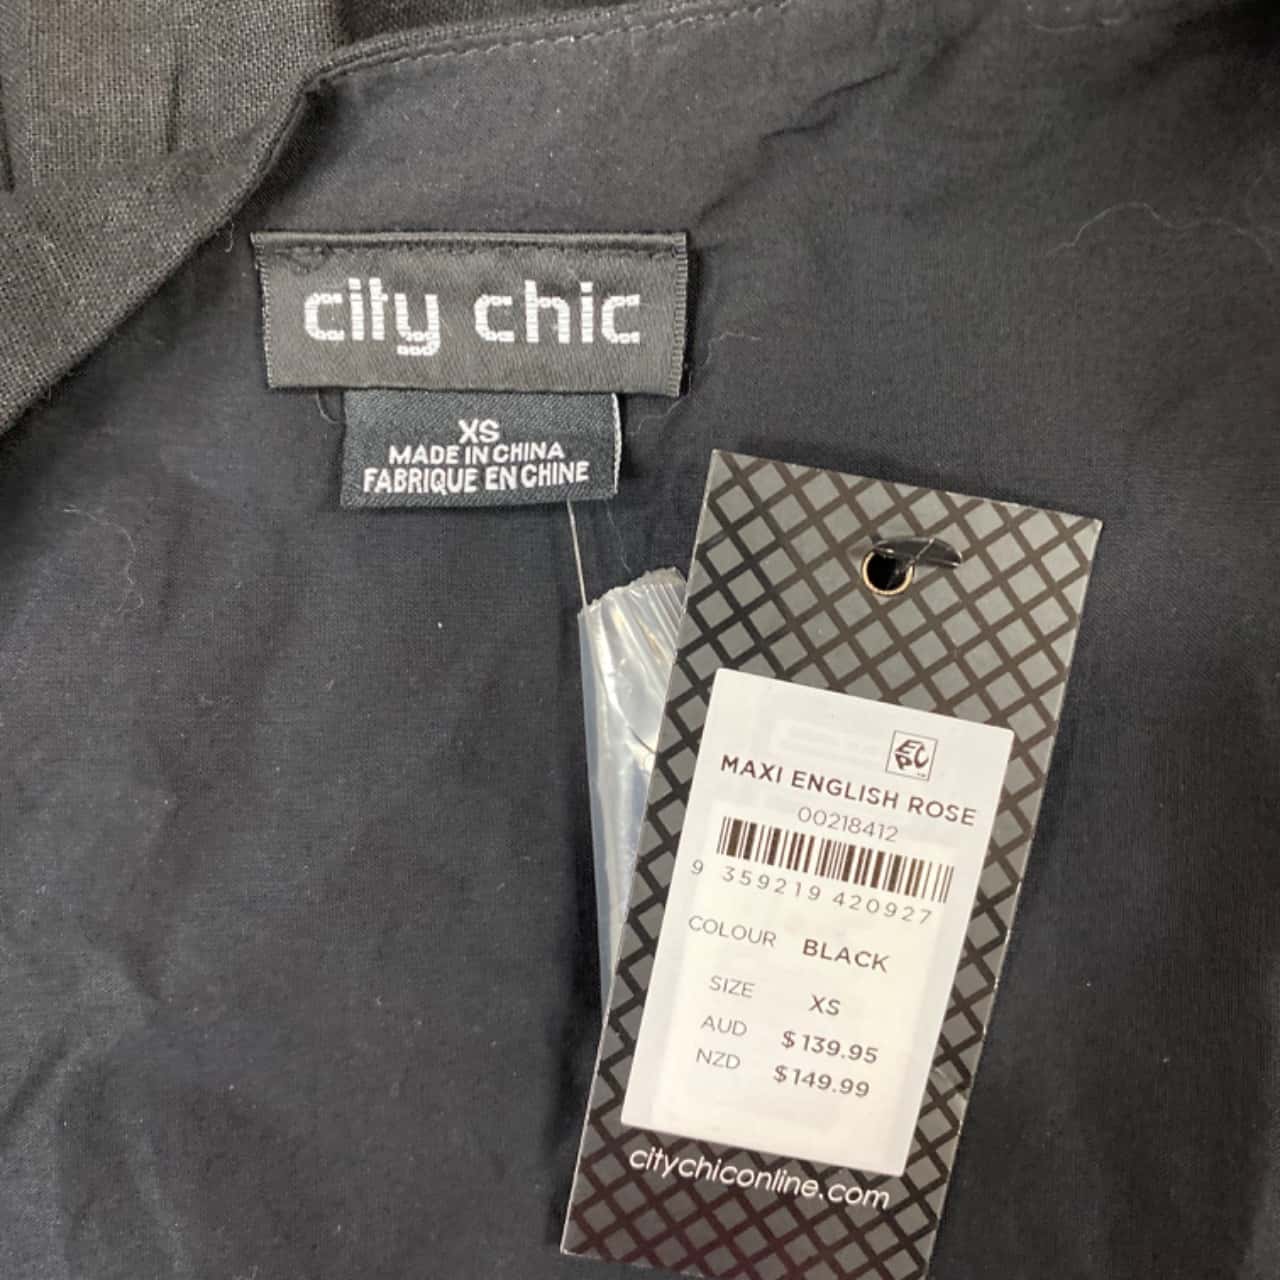 city chic
XS
MADE IN CHINA
FABRIQUE EN CHINE
EC
MAXI ENGLISH ROSE
00218412
9 359219 420927
COLOUR BLACK
SIZE XS
AUD $139.95
NZD $149.99
citychiconline.com